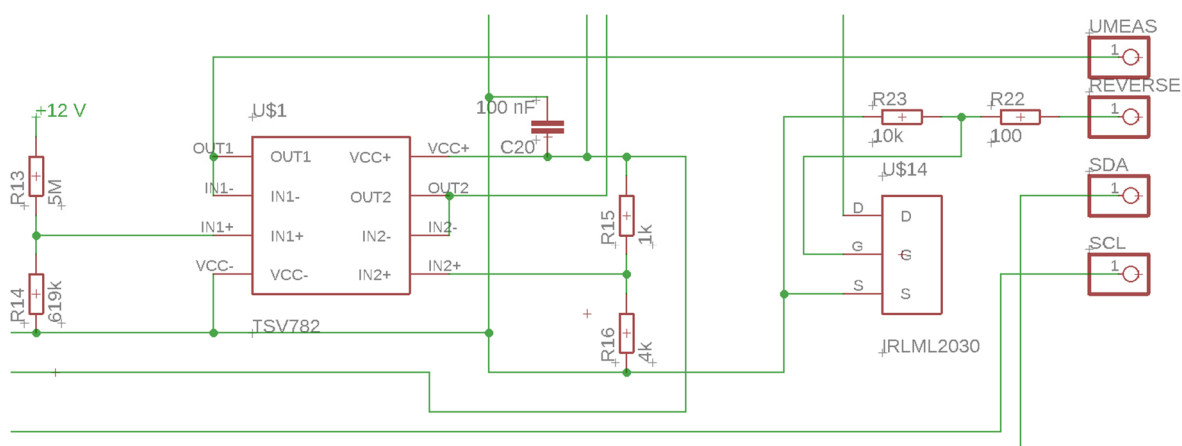 UMEAS
1
REVERSE
1
+12 V
100 nF
C20
R23
10k
R22
100
U$1
OUT1
OUT1
VCC+
VCC+
SDA
1
U$14
R13
5M
IN1-
IN1-
OUT2
OUT2
D
D
R15
1k
IN1+
IN1+
IN2-
IN2-
G
G
SCL
1
VCC-
VCC-
IN2+
IN2+
S
S
R14
619k
TSV782
R16
4k
IRLML2030